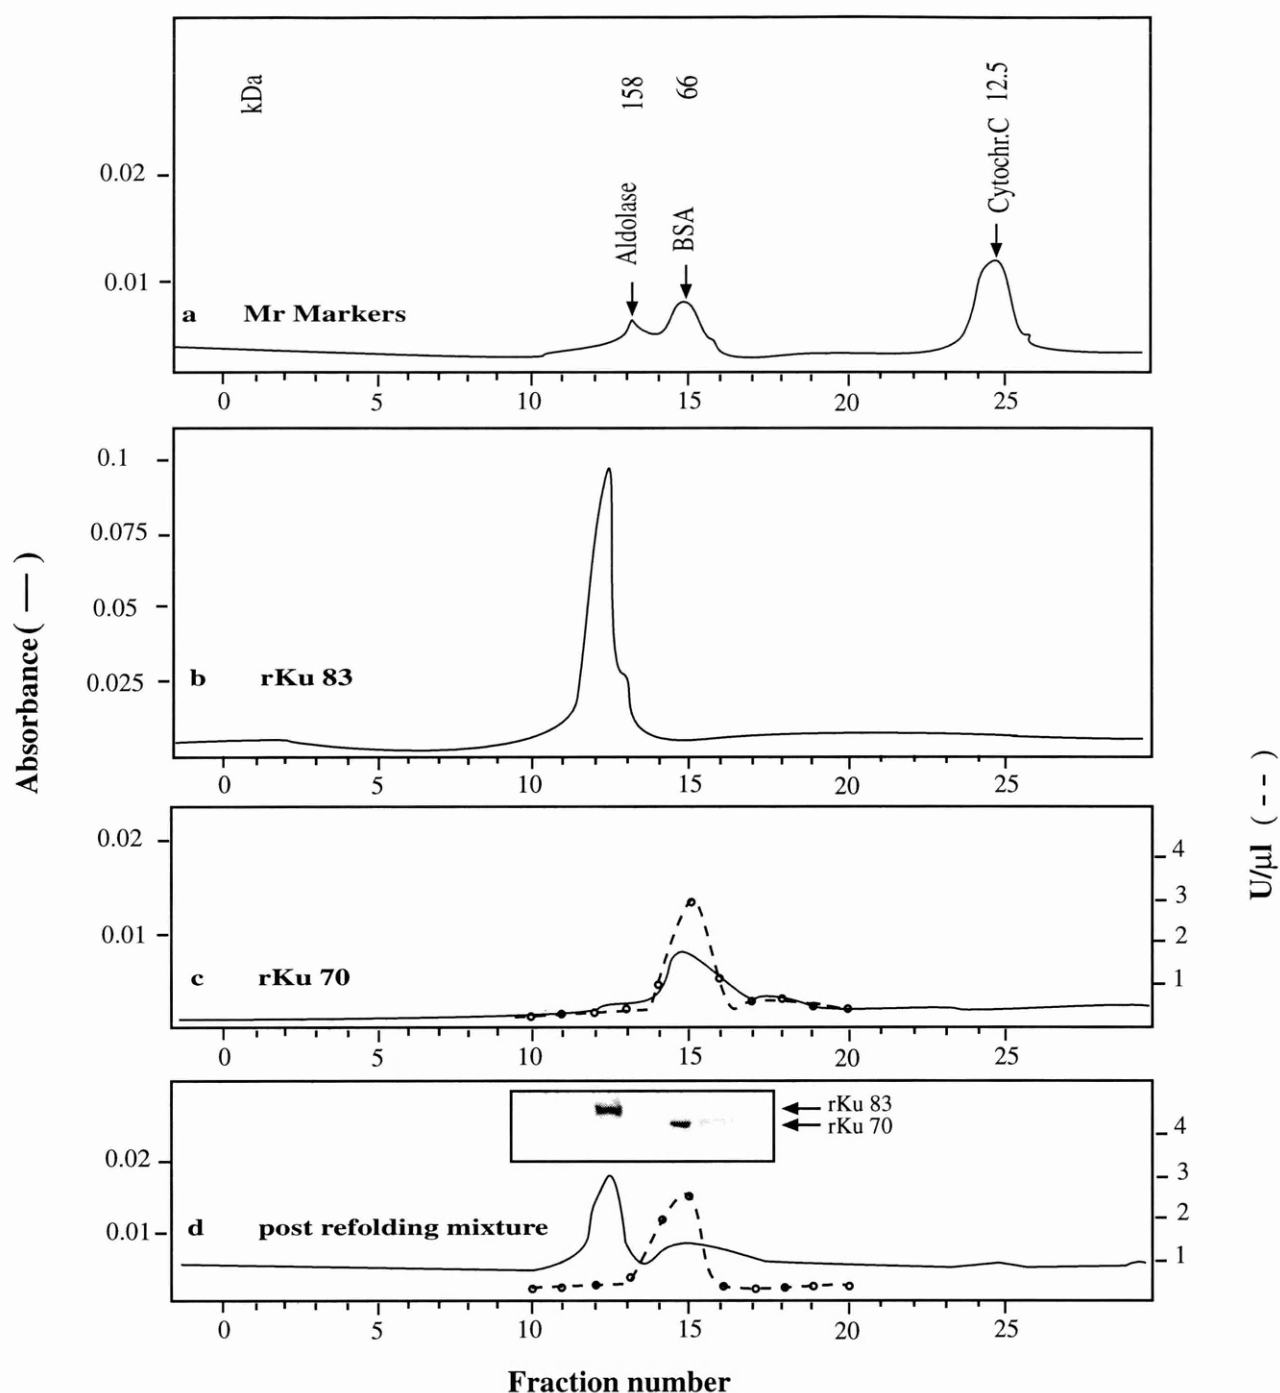 kDa 158 66 12.5
Aldolase BSA Cytochr.C
0.02
0.01
a Mr Markers
0 5 10 15 20 25
0.1
0.075
0.05
0.025
b rKu 83
0 5 10 15 20 25
0.02
0.01
c rKu 70
4
3
2
1
0 5 10 15 20 25
rKu 83
rKu 70
0.02
0.01
d post refolding mixture
4
3
2
1
0 5 10 15 20 25
Absorbance ( — )
U/µl ( - - )
Fraction number